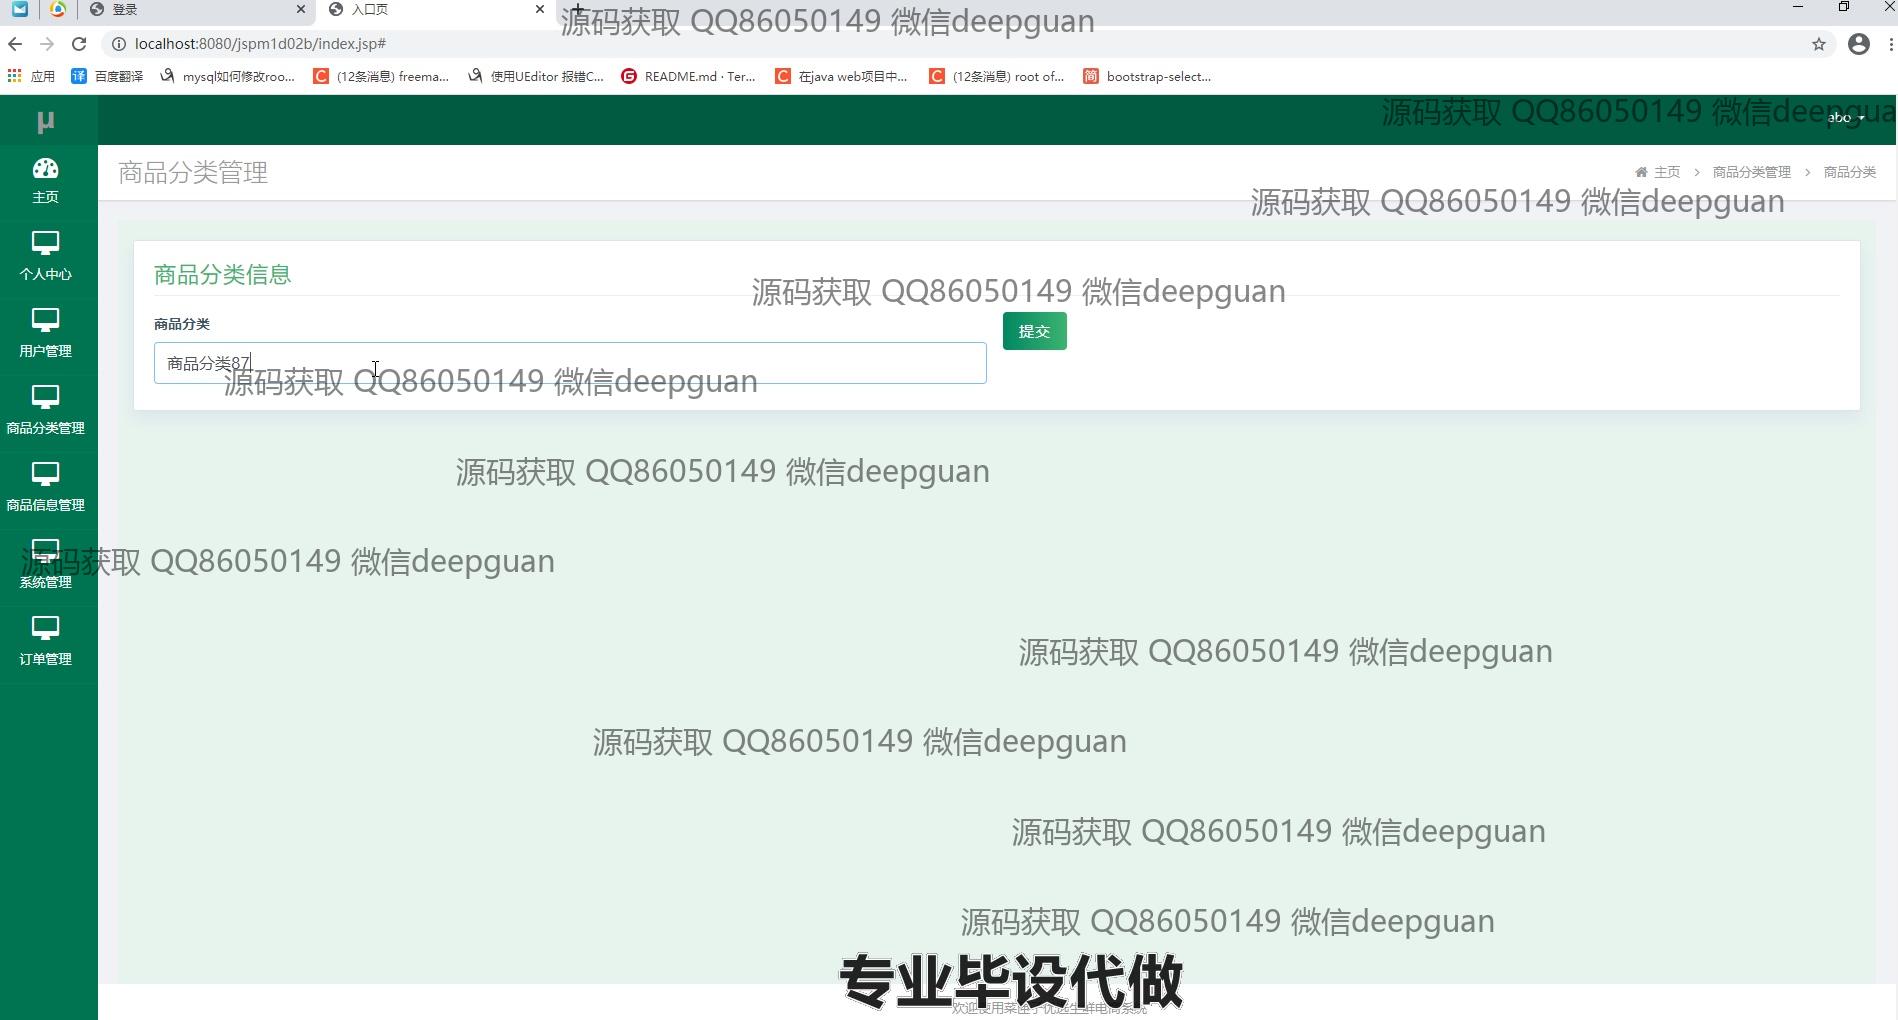 登录
入口页
源码获取 QQ86050149 微信deepguan
localhost:8080/jspm1d02b/index.jsp#
应用
百度翻译
mysql如何修改roo...
(12条消息) freema...
使用UEditor 报错C...
README.md · Ter...
在java web项目中...
(12条消息) root of...
bootstrap-select...
源码获取 QQ86050149 微信deepgua
μ
abo
主页
商品分类管理
主页 > 商品分类管理 > 商品分类
源码获取 QQ86050149 微信deepguan
个人中心
商品分类信息
源码获取 QQ86050149 微信deepguan
商品分类
提交
用户管理
商品分类87
源码获取 QQ86050149 微信deepguan
商品分类管理
源码获取 QQ86050149 微信deepguan
商品信息管理
源码获取 QQ86050149 微信deepguan
系统管理
源码获取 QQ86050149 微信deepguan
订单管理
源码获取 QQ86050149 微信deepguan
源码获取 QQ86050149 微信deepguan
源码获取 QQ86050149 微信deepguan
专业毕设代做
欢迎使用菜匣子优选生鲜电商系统